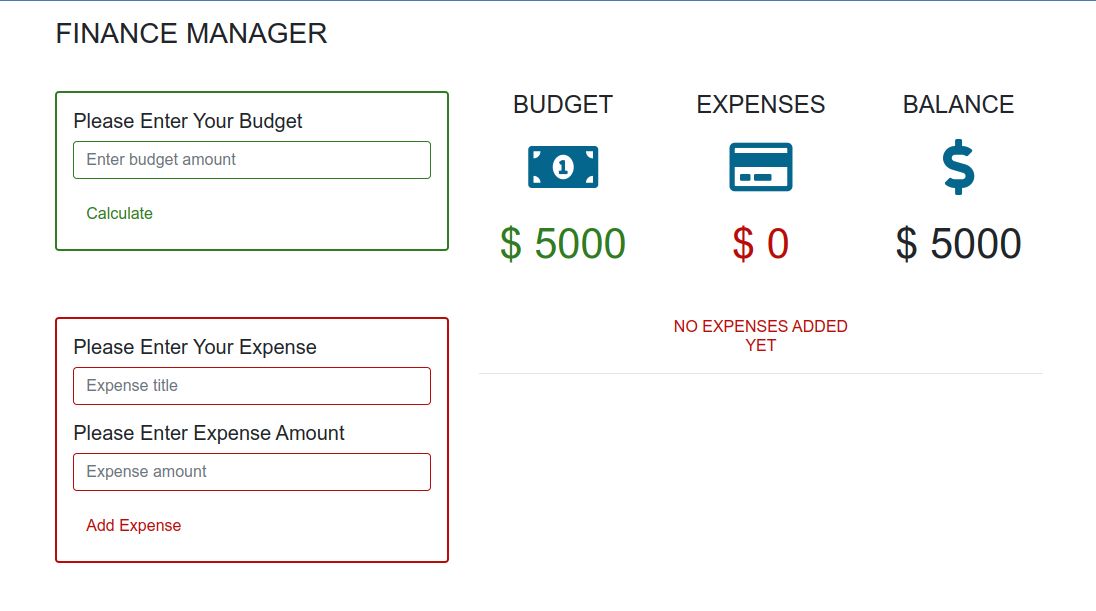 FINANCE MANAGER
Please Enter Your Budget
Enter budget amount
Calculate
BUDGET
1
$ 5000
EXPENSES
$ 0
BALANCE
$
$ 5000
Please Enter Your Expense
Expense title
Please Enter Expense Amount
Expense amount
Add Expense
NO EXPENSES ADDED
YET